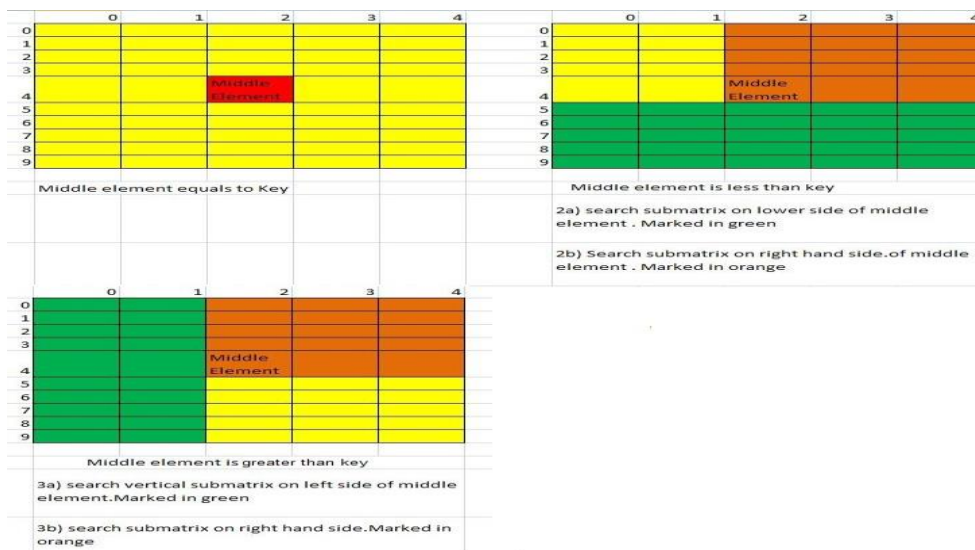 0 1 2 3 4
0
1
2
3
Middle
4 Element
5
6
7
8
9
Middle element equals to Key
0 1 2 3 4
0
1
2
3
Middle
4 Element
5
6
7
8
9
Middle element is less than key
2a) search submatrix on lower side of middle
element . Marked in green
2b) Search submatrix on right hand side.of middle
element . Marked in orange
0 1 2 3 4
0
1
2
3
Middle
4 Element
5
6
7
8
9
Middle element is greater than key
3a) search vertical submatrix on left side of middle
element.Marked in green
3b) search submatrix on right hand side.Marked in
orange